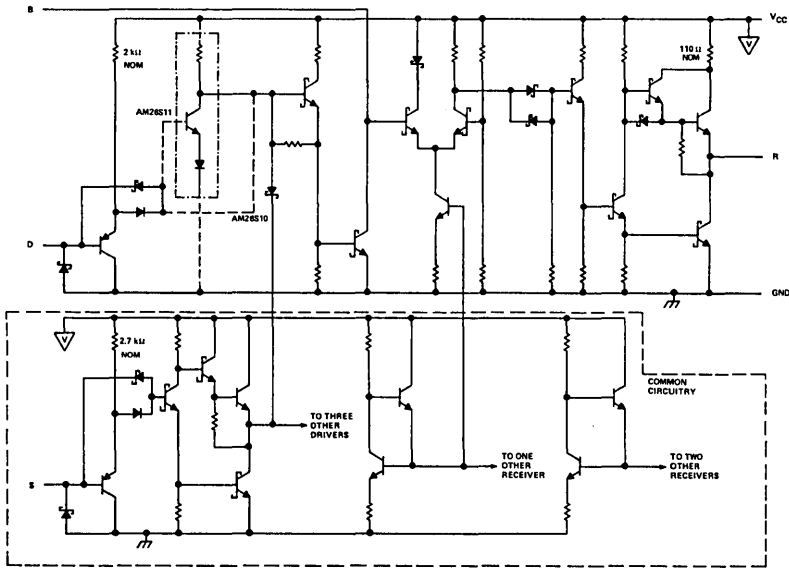 B
VCC
V
2 kΩ
NOM
110 Ω
NOM
AM26S11
R
AM26S10
D
GND
V
2.7 kΩ
NOM
COMMON
CIRCUITRY
TO THREE
OTHER
DRIVERS
TO ONE
OTHER
RECEIVER
TO TWO
OTHER
RECEIVERS
S